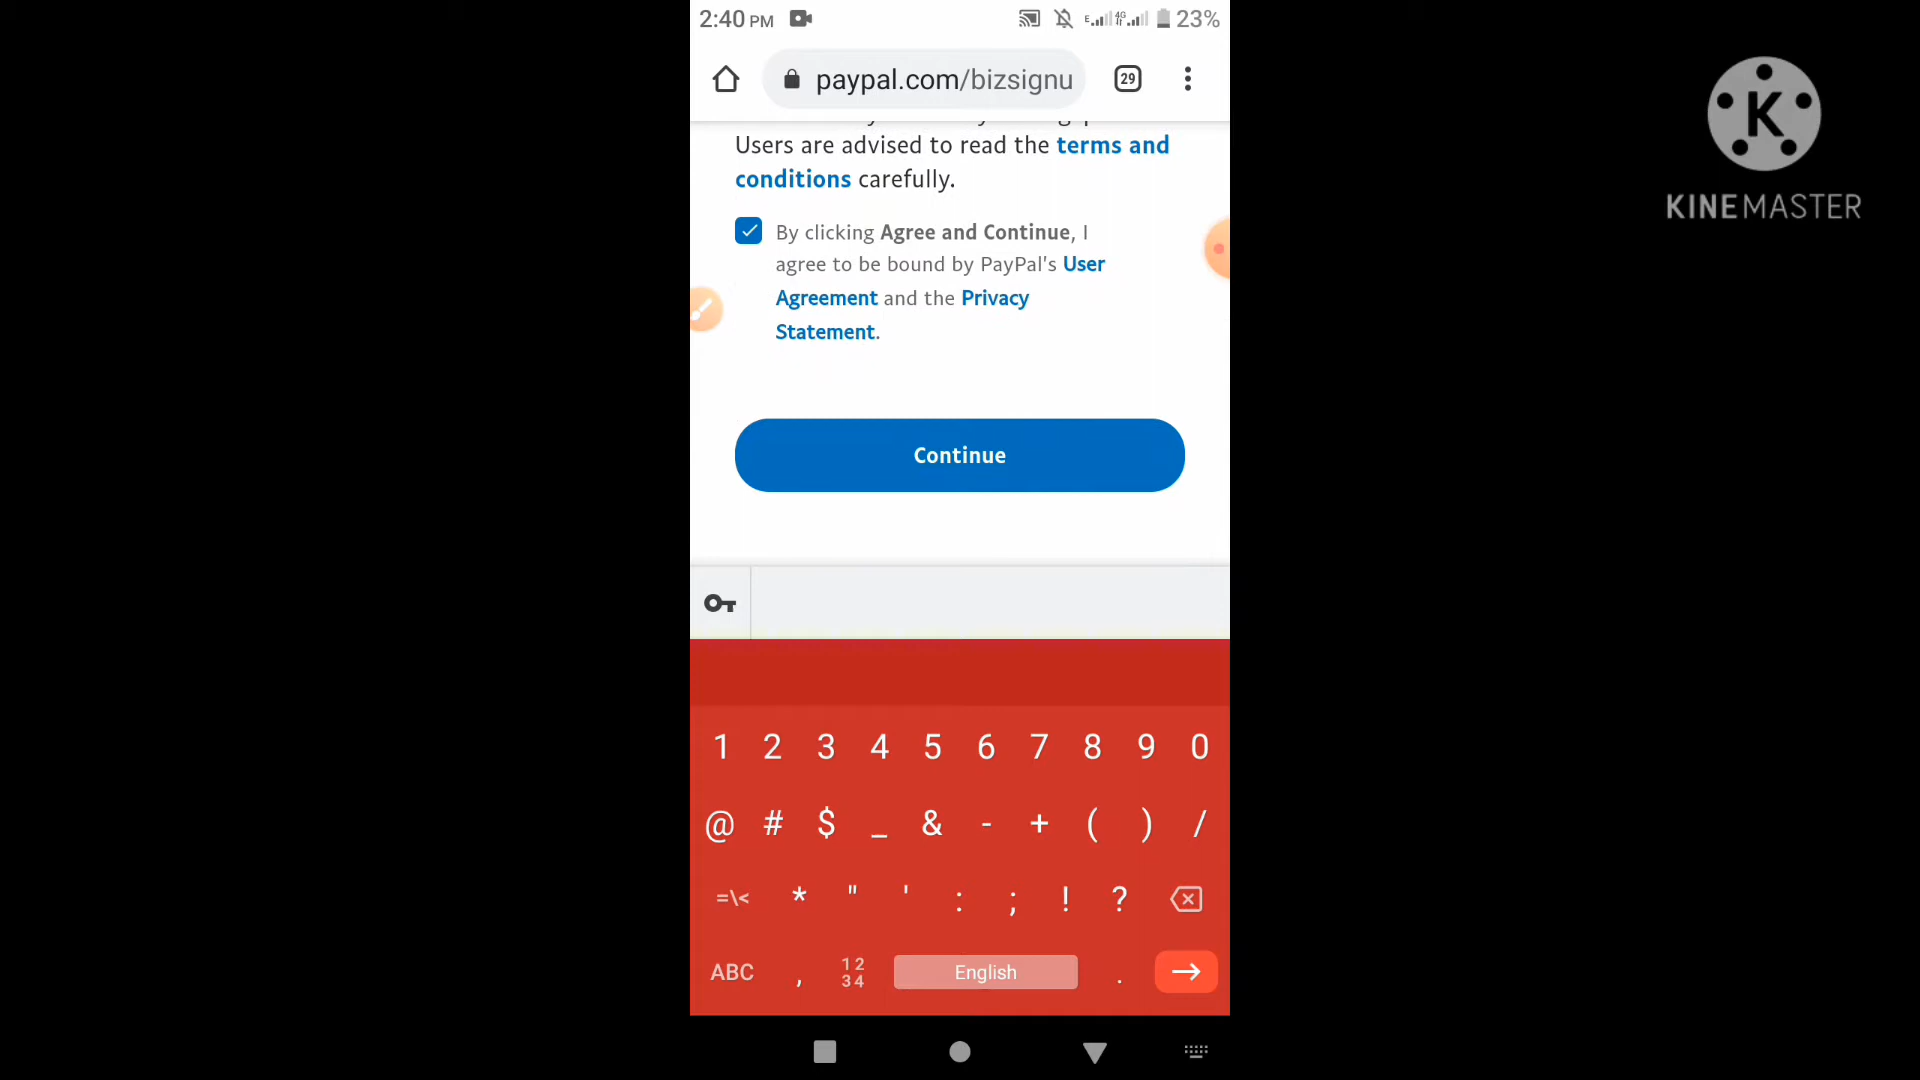 2:40 PM
E 4G 23%
paypal.com/bizsignu
29
Users are advised to read the terms and
conditions carefully.
By clicking Agree and Continue, I
agree to be bound by PayPal's User
Agreement and the Privacy
Statement.
Continue
1 2 3 4 5 6 7 8 9 0
@ # $ _ & - + ( ) /
=\< * " ' : ; ! ?
ABC , 12 34 English .
K
KINEMASTER